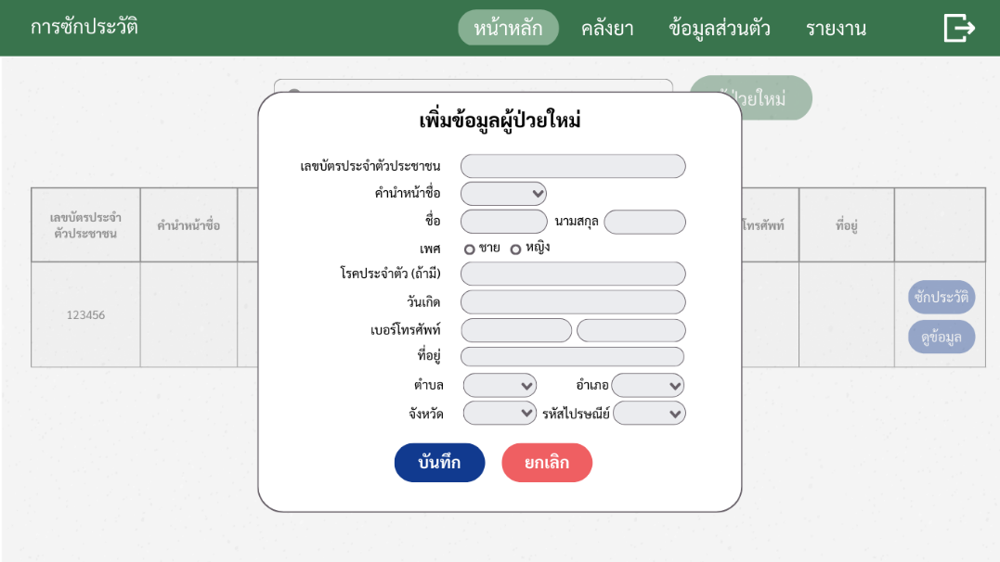 การซักประวัติ
หน้าหลัก คลังยา ข้อมูลส่วนตัว รายงาน
เพิ่มข้อมูลผู้ป่วยใหม่
เลขบัตรประจำตัวประชาชน
คำนำหน้าชื่อ
ชื่อ นามสกุล
เพศ ชาย หญิง
โรคประจำตัว (ถ้ามี)
วันเกิด
เบอร์โทรศัพท์
ที่อยู่
ตำบล อำเภอ
จังหวัด รหัสไปรษณีย์
บันทึก ยกเลิก
เลขบัตรประจำ
ตัวประชาชน
คำนำหน้าชื่อ
โทรศัพท์
ที่อยู่
123456
ซักประวัติ
ดูข้อมูล